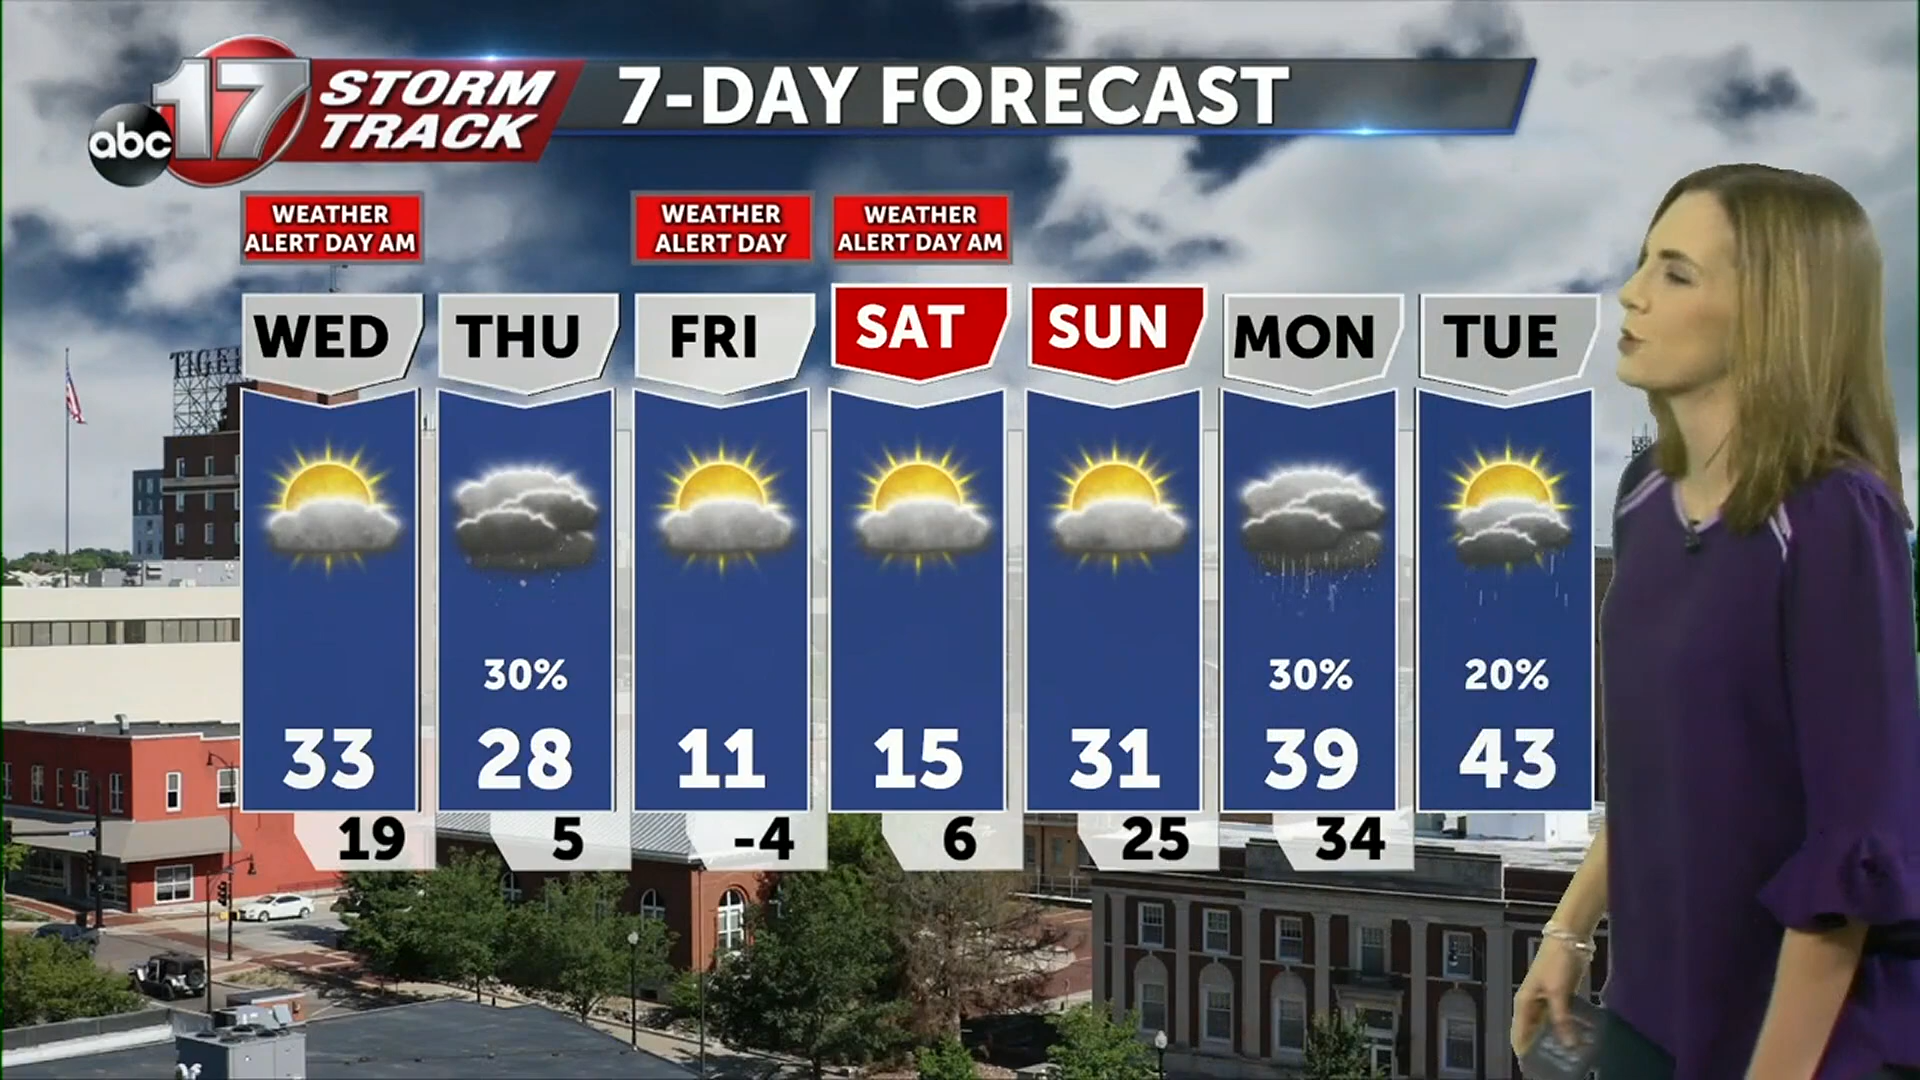 abc 17 STORM TRACK
7-DAY FORECAST
WEATHER ALERT DAY AM
WEATHER ALERT DAY
WEATHER ALERT DAY AM
WED THU FRI SAT SUN MON TUE
30% 30% 20%
33 28 11 15 31 39 43
19 5 -4 6 25 34
TIGER